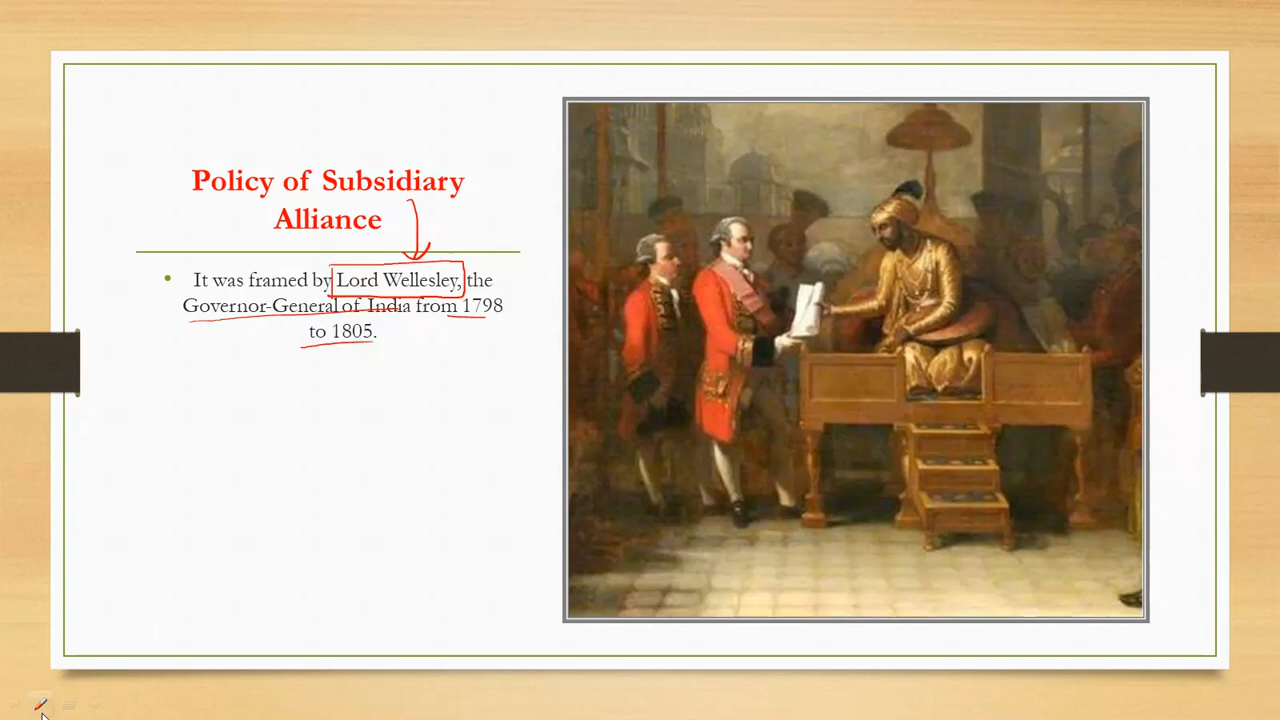 Policy of Subsidiary
Alliance
• It was framed by Lord Wellesley, the
Governor-General of India from 1798
to 1805.